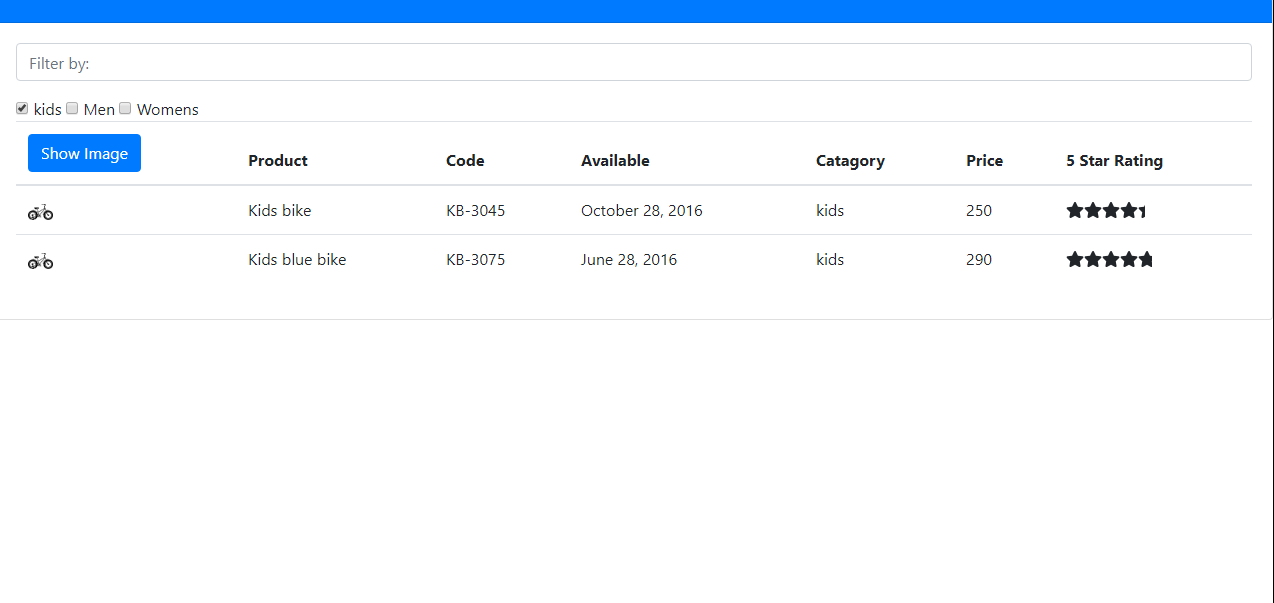 Filter by:
kids Men Womens
Show Image Product Code Available Catagory Price 5 Star Rating
Kids bike KB-3045 October 28, 2016 kids 250
Kids blue bike KB-3075 June 28, 2016 kids 290